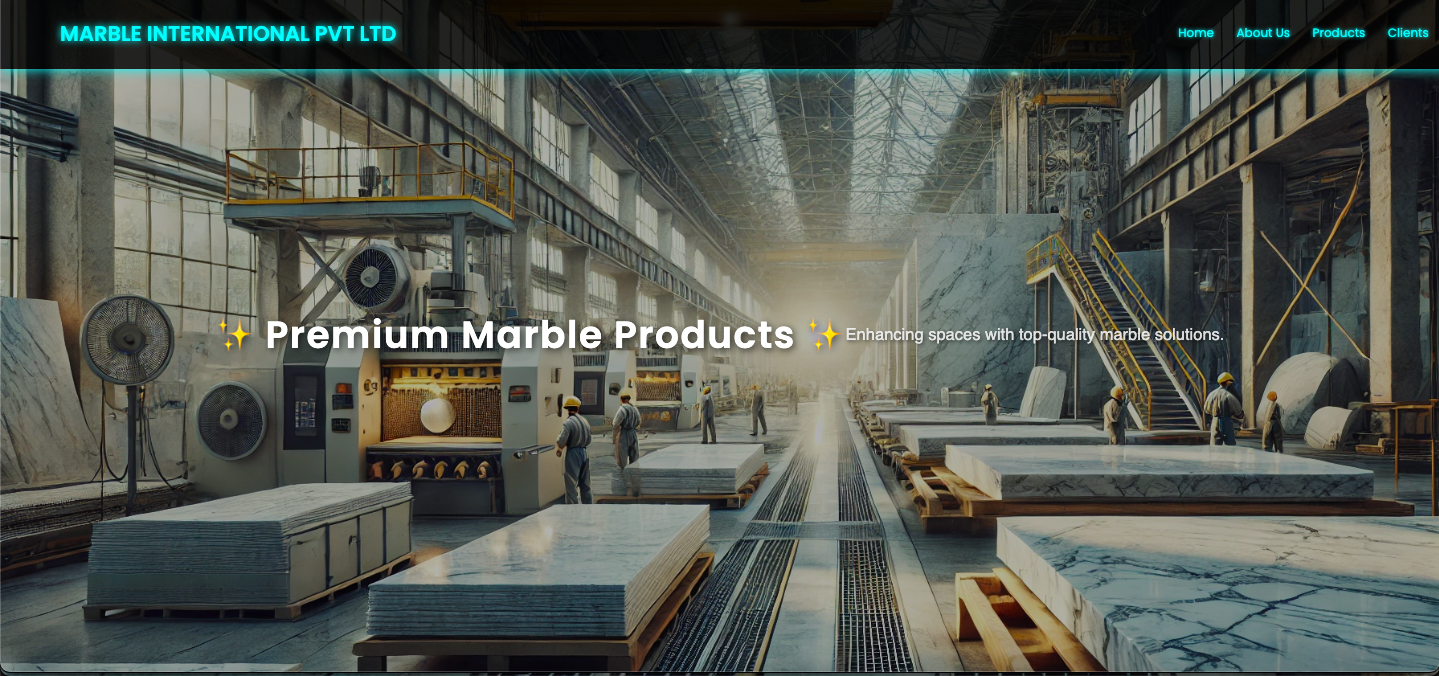 MARBLE INTERNATIONAL PVT LTD
Home About Us Products Clients
✨ Premium Marble Products ✨ Enhancing spaces with top-quality marble solutions.